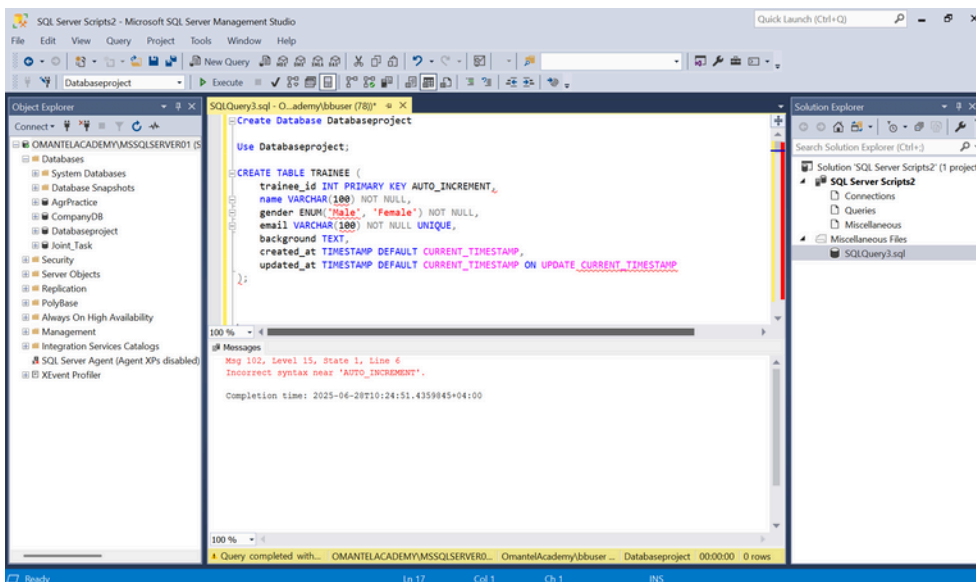 SQL Server Scripts2 - Microsoft SQL Server Management Studio
Quick Launch (Ctrl+Q)
File Edit View Query Project Tools Window Help
New Query
Databaseproject
Execute
Object Explorer
Connect
OMANTELACADEMY\MSSQLSERVER01 (S
Databases
System Databases
Database Snapshots
AgrPractice
CompanyDB
Databaseproject
Joint_Task
Security
Server Objects
Replication
PolyBase
Always On High Availability
Management
Integration Services Catalogs
SQL Server Agent (Agent XPs disabled)
XEvent Profiler
SQLQuery3.sql - O...ademy\bbuser (78))*
Create Database Databaseproject
Use Databaseproject;
CREATE TABLE TRAINEE (
trainee_id INT PRIMARY KEY AUTO_INCREMENT,
name VARCHAR(100) NOT NULL,
gender ENUM('Male', 'Female') NOT NULL,
email VARCHAR(100) NOT NULL UNIQUE,
background TEXT,
created_at TIMESTAMP DEFAULT CURRENT_TIMESTAMP,
updated_at TIMESTAMP DEFAULT CURRENT_TIMESTAMP ON UPDATE CURRENT_TIMESTAMP
);
100 %
Messages
Msg 102, Level 15, State 1, Line 6
Incorrect syntax near 'AUTO_INCREMENT'.
Completion time: 2025-06-28T10:24:51.4359845+04:00
100 %
Query completed with... OMANTELACADEMY\MSSQLSERVER0... OmantelAcademy\bbuser ... Databaseproject 00:00:00 0 rows
Solution Explorer
Search Solution Explorer (Ctrl+;)
Solution 'SQL Server Scripts2' (1 project
SQL Server Scripts2
Connections
Queries
Miscellaneous
Miscellaneous Files
SQLQuery3.sql
Ready Ln 17 Col 1 Ch 1 INS